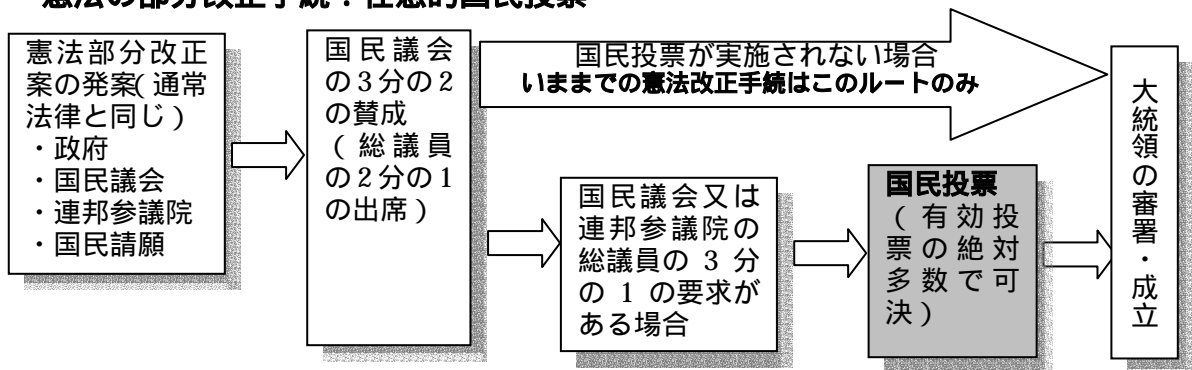 憲法の部分改正手続：任意的国民投票
憲法部分改正
案の発案（通常
法律と同じ）
・政府
・国民議会
・連邦参議院
・国民請願
国民議会
の3分の2
の賛成
（総議員
の2分の1
の出席）
国民投票が実施されない場合
いままでの憲法改正手続はこのルートのみ
国民議会又は
連邦参議院の
総議員の 3 分
の 1 の要求が
ある場合
国民投票
（有効投
票の絶対
多数で可
決）
大統領の審署・成立